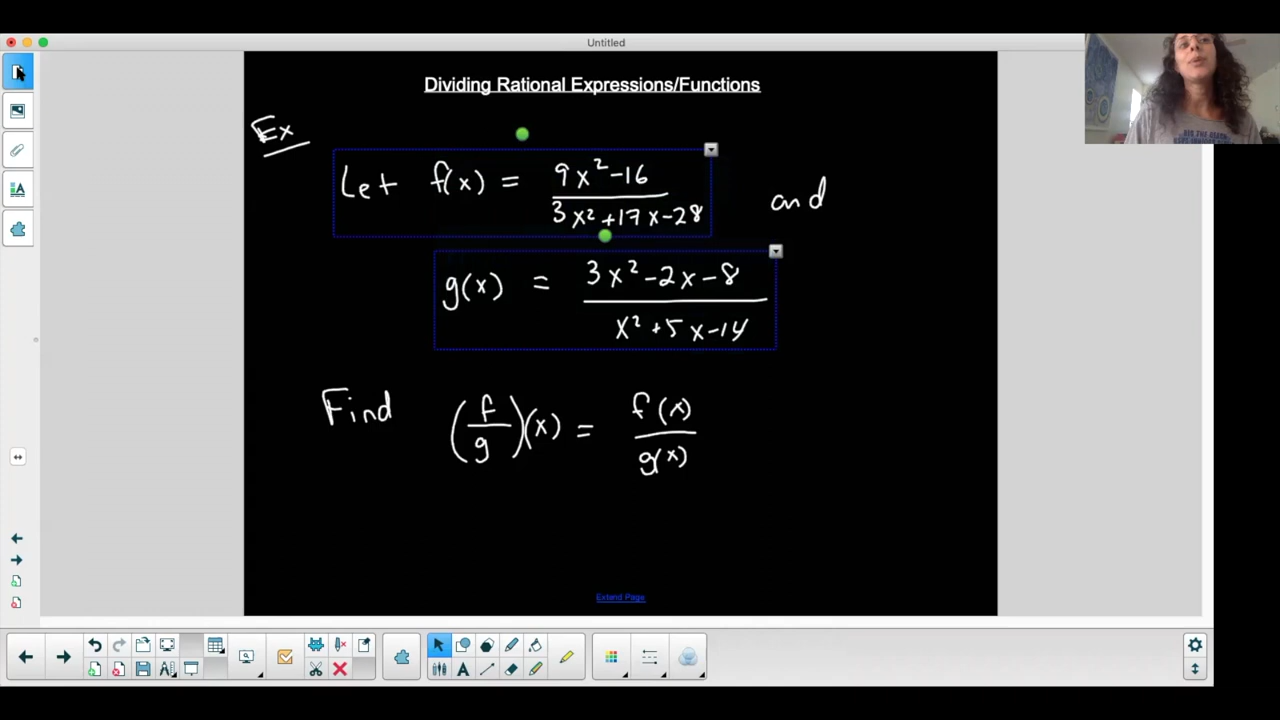 Untitled
Dividing Rational Expressions/Functions
Ex
Let f(x) = (9x² - 16)/(3x² + 17x - 28) and
g(x) = (3x² - 2x - 8)/(x² + 5x - 14)
Find (f/g)(x) = f(x)/g(x)
Extend Page